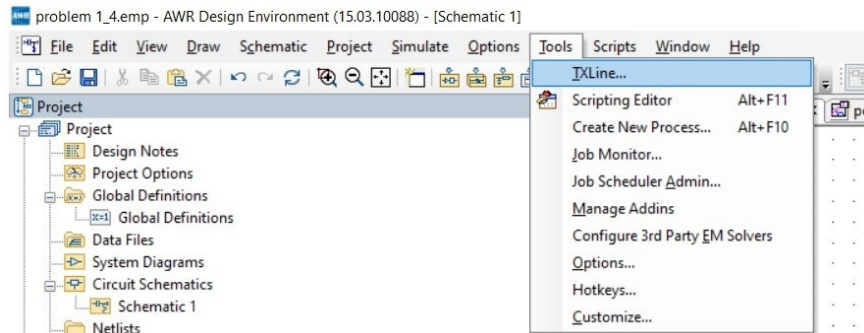 problem 1_4.emp - AWR Design Environment (15.03.10088) - [Schematic 1]
File Edit View Draw Schematic Project Simulate Options Tools Scripts Window Help
TXLine...
Project
Scripting Editor Alt+F11
Project
Create New Process... Alt+F10
Design Notes
Job Monitor...
Project Options
Job Scheduler Admin...
Global Definitions
Manage Addins
x=1 Global Definitions
Configure 3rd Party EM Solvers
Data Files
Options...
System Diagrams
Hotkeys...
Circuit Schematics
Customize...
Schematic 1
Netlists